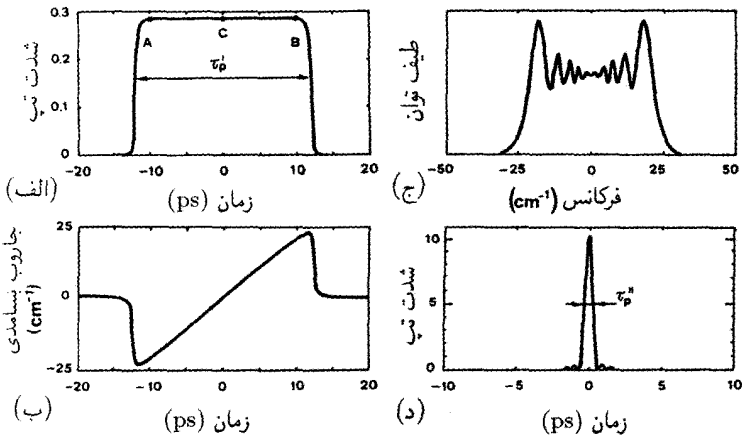 شدت تپ
0.3
0.2
0.1
0
A
C
B
τ′p
-20 -10 0 10 20
زمان (ps)
(الف)
طیف توان
-50 -25 0 25 50
فرکانس (cm⁻¹)
(ج)
جاروب بسامدی
(cm⁻¹)
25
0
-25
-20 -10 0 10 20
زمان (ps)
(ب)
شدت تپ
10
5
0
τ″p
-10 -5 0 5 10
زمان (ps)
(د)